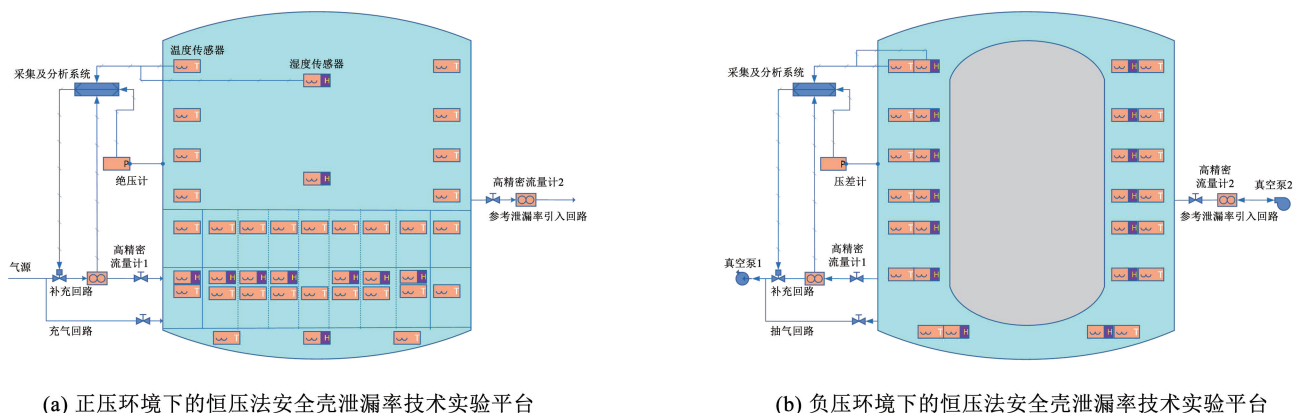 温度传感器
湿度传感器
采集及分析系统
绝压计
P
高精密流量计2
参考泄漏率引入回路
气源
高精密
流量计1
补充回路
充气回路
T
T
H
T
T
T
T
T
H
T
T
T
T
T
T
T
T
T
T
H
H
H
H
H
H
H
T
T
T
T
T
T
T
T
T
T
H
T
(a) 正压环境下的恒压法安全壳泄漏率技术实验平台
采集及分析系统
压差计
P
高精密
流量计2
真空泵2
参考泄漏率引入回路
真空泵1
高精密
流量计1
补充回路
抽气回路
T H
H T
T H
H T
T H
H T
T H
H T
T H
H T
T H
H T
T H
H T
(b) 负压环境下的恒压法安全壳泄漏率技术实验平台